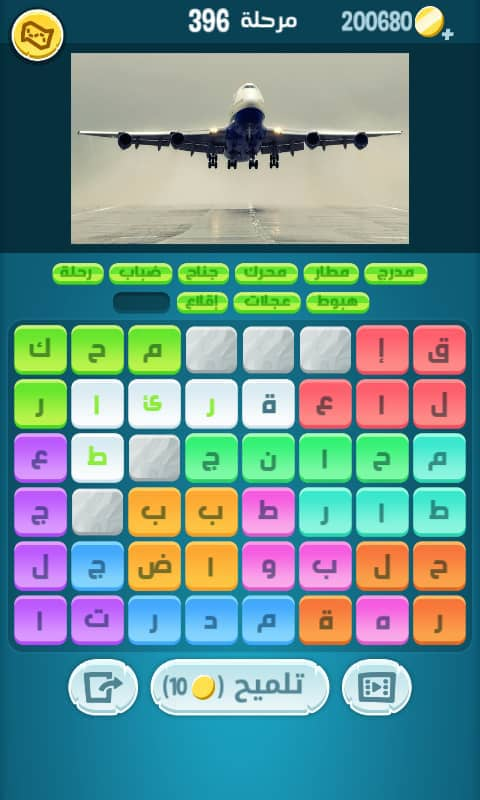 مرحلة 396
200680
مدرج مطار محرك جناح ضباب رحلة
هبوط عجلات إقلاع
ق إ م ح ك
ل ا ع ة ر ئ ا ر
م ح ا ن ج ط ع
ط ا ر ط ب ب ج
ح ل ب و ا ض ج ل
ر ه ة م د ر ت ا
تلميح (10)